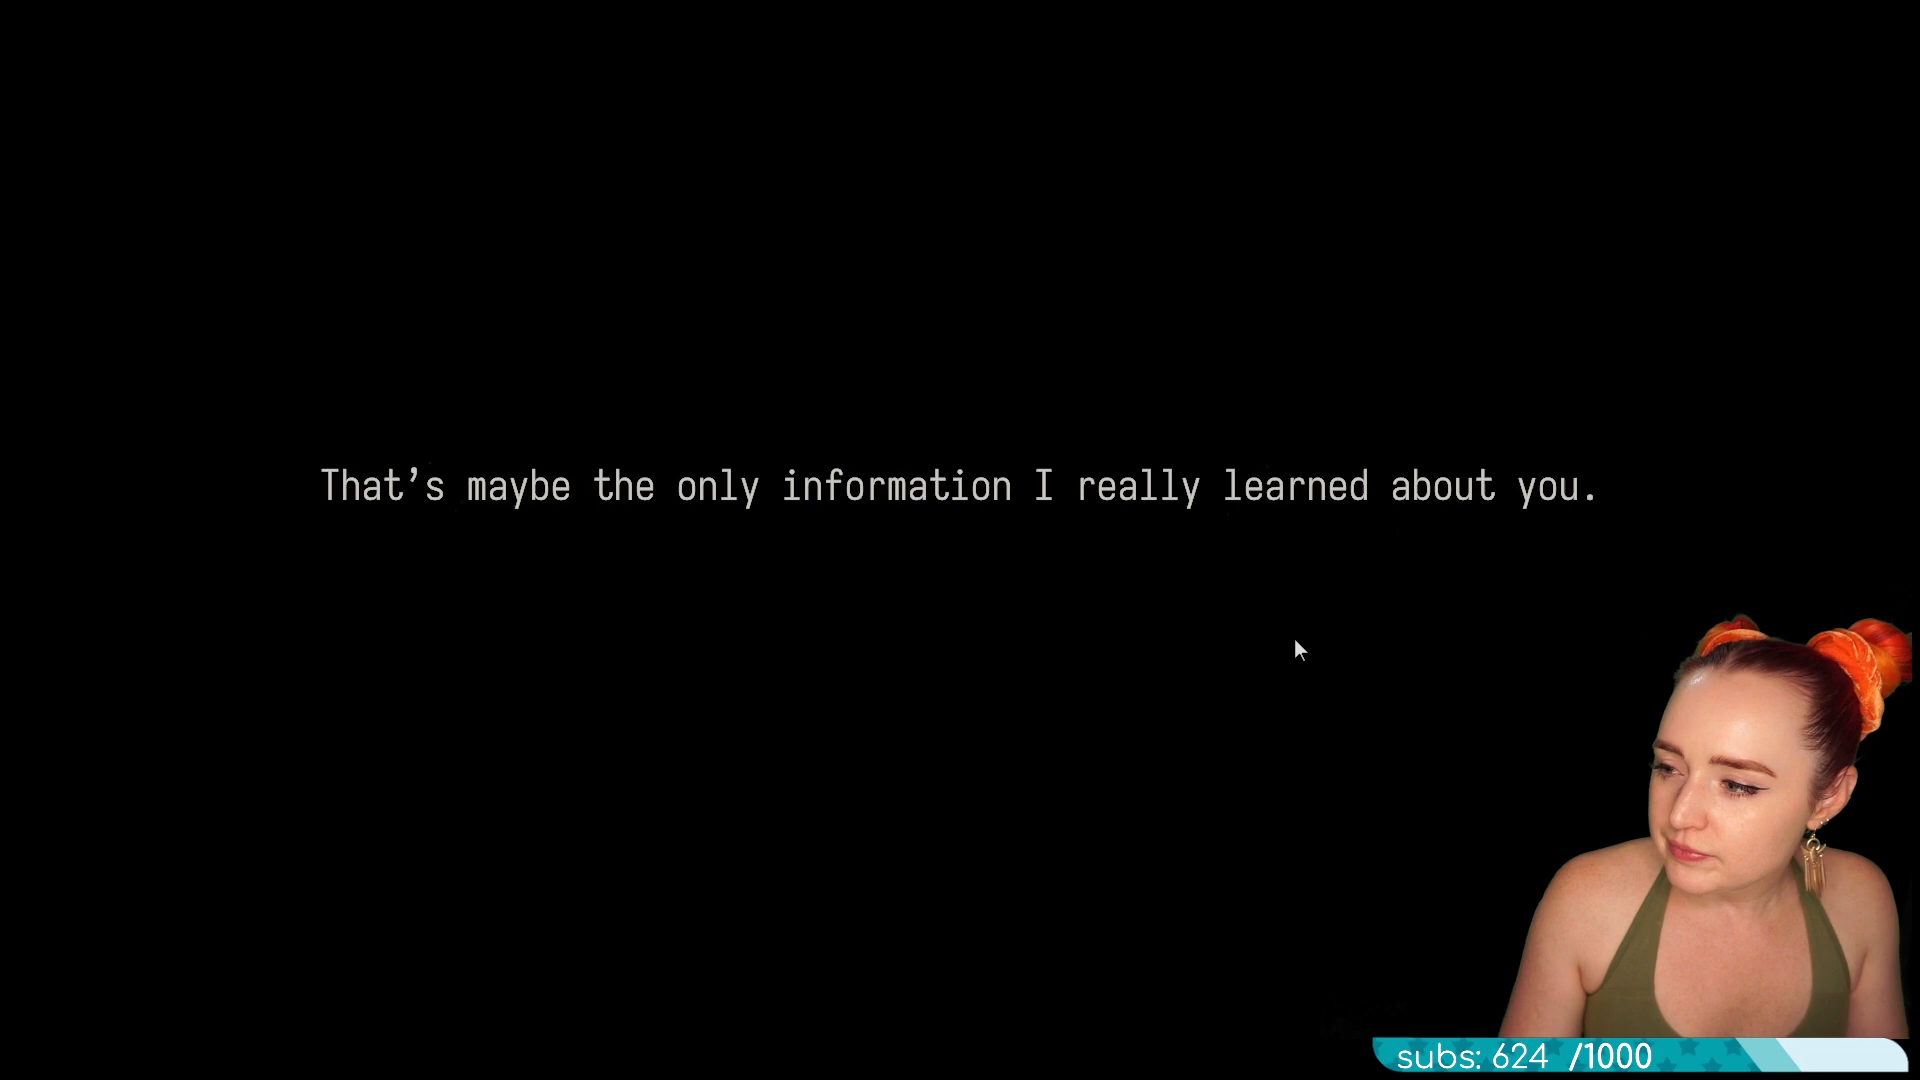 That’s maybe the only information I really learned about you.
subs: 624 /1000